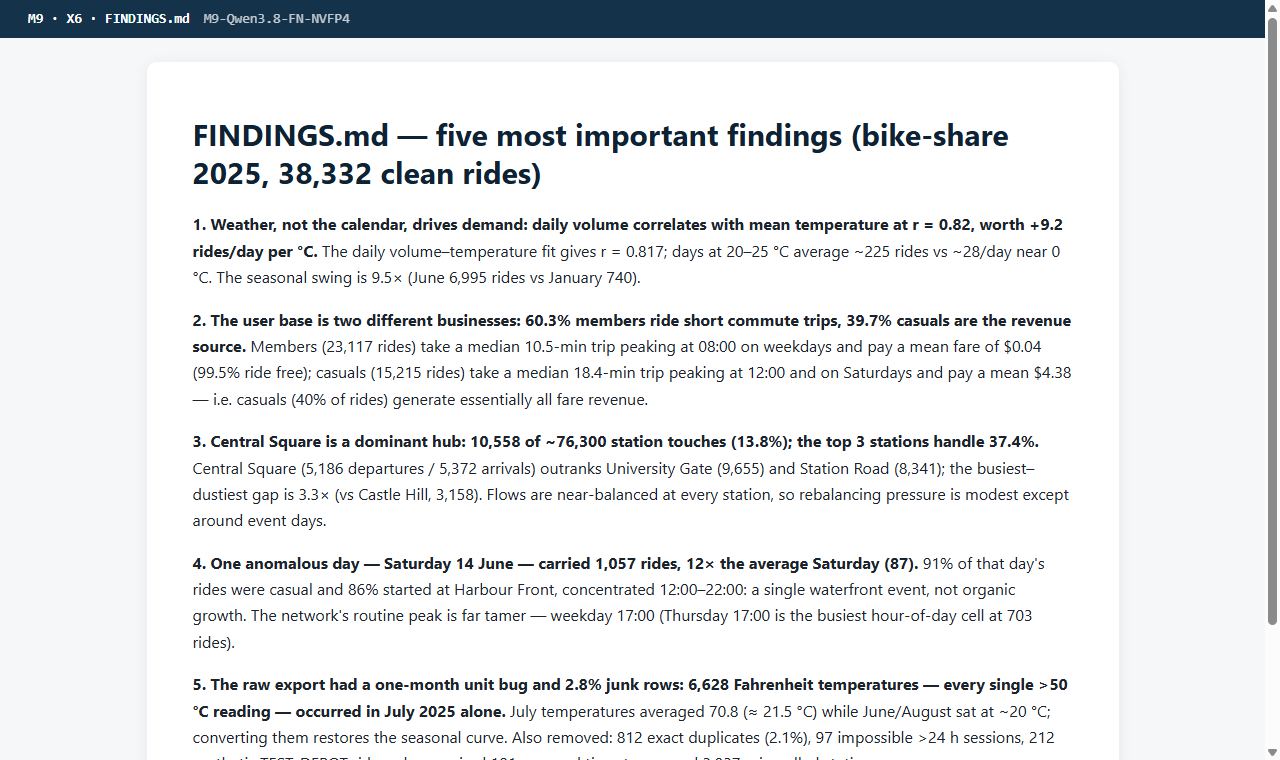 M9 · X6 · FINDINGS.md M9-Qwen3.8-FN-NVFP4
FINDINGS.md — five most important findings (bike-share
2025, 38,332 clean rides)
1. Weather, not the calendar, drives demand: daily volume correlates with mean temperature at r = 0.82, worth +9.2
rides/day per °C. The daily volume–temperature fit gives r = 0.817; days at 20–25 °C average ~225 rides vs ~28/day near 0
°C. The seasonal swing is 9.5× (June 6,995 rides vs January 740).
2. The user base is two different businesses: 60.3% members ride short commute trips, 39.7% casuals are the revenue
source. Members (23,117 rides) take a median 10.5-min trip peaking at 08:00 on weekdays and pay a mean fare of $0.04
(99.5% ride free); casuals (15,215 rides) take a median 18.4-min trip peaking at 12:00 and on Saturdays and pay a mean $4.38
— i.e. casuals (40% of rides) generate essentially all fare revenue.
3. Central Square is a dominant hub: 10,558 of ~76,300 station touches (13.8%); the top 3 stations handle 37.4%.
Central Square (5,186 departures / 5,372 arrivals) outranks University Gate (9,655) and Station Road (8,341); the busiest–
dustiest gap is 3.3× (vs Castle Hill, 3,158). Flows are near-balanced at every station, so rebalancing pressure is modest except
around event days.
4. One anomalous day — Saturday 14 June — carried 1,057 rides, 12× the average Saturday (87). 91% of that day's
rides were casual and 86% started at Harbour Front, concentrated 12:00–22:00: a single waterfront event, not organic
growth. The network's routine peak is far tamer — weekday 17:00 (Thursday 17:00 is the busiest hour-of-day cell at 703
rides).
5. The raw export had a one-month unit bug and 2.8% junk rows: 6,628 Fahrenheit temperatures — every single >50
°C reading — occurred in July 2025 alone. July temperatures averaged 70.8 (≈ 21.5 °C) while June/August sat at ~20 °C;
converting them restores the seasonal curve. Also removed: 812 exact duplicates (2.1%), 97 impossible >24 h sessions, 212